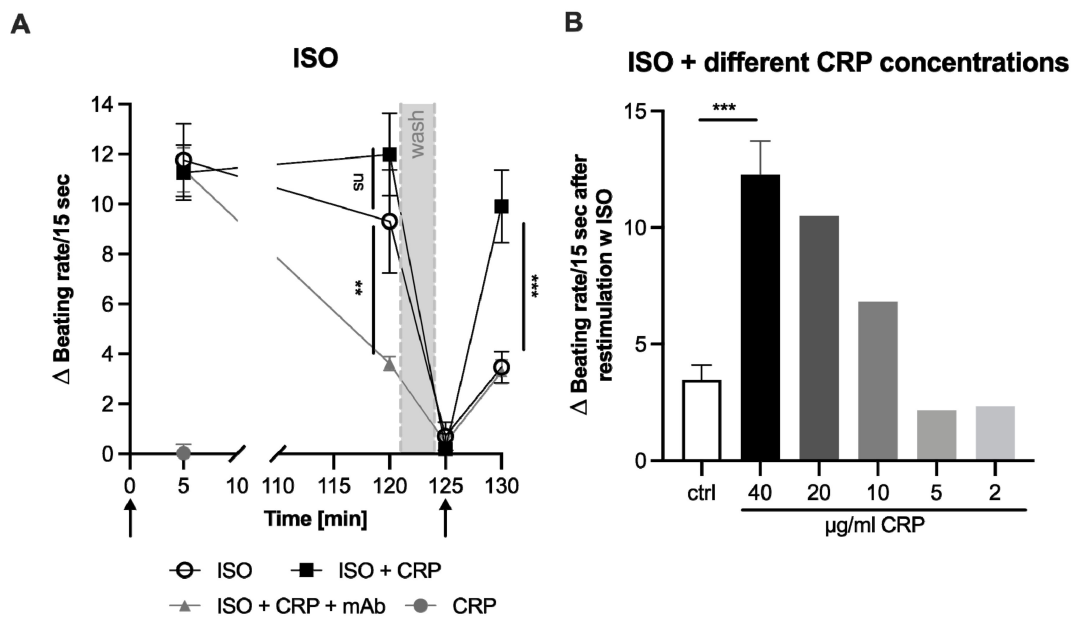 A
ISO
Δ Beating rate/15 sec
14
12
10
8
6
4
2
0
ns
**
wash
***
0 5 10 110 115 120 125 130
Time [min]
ISO ISO + CRP
ISO + CRP + mAb CRP
B
ISO + different CRP concentrations
Δ Beating rate/15 sec after
restimulation w ISO
15
10
5
0
***
ctrl 40 20 10 5 2
µg/ml CRP